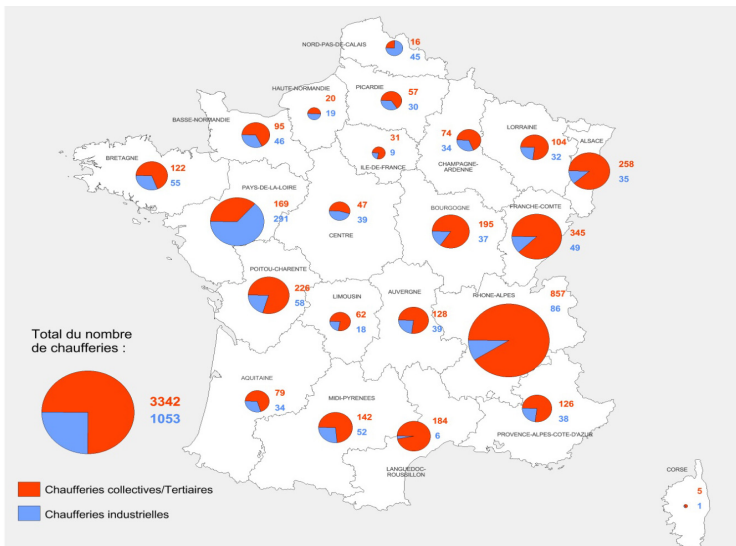 NORD-PAS-DE-CALAIS
16
45
HAUTE-NORMANDIE
20
19
PICARDIE
57
30
BASSE-NORMANDIE
95
46
31
9
ILE-DE-FRANCE
74
34
CHAMPAGNE-
ARDENNE
LORRAINE
104
32
ALSACE
258
35
BRETAGNE
122
55
PAYS-DE-LA-LOIRE
169
291
47
39
CENTRE
BOURGOGNE
195
37
FRANCHE-COMTE
345
49
POITOU-CHARENTE
226
58
LIMOUSIN
62
18
AUVERGNE
128
39
RHONE-ALPES
857
86
Total du nombre
de chaufferies :
3342
1053
AQUITAINE
79
34
MIDI-PYRENEES
142
52
184
6
LANGUEDOC-
ROUSSILLON
126
38
PROVENCE-ALPES-COTE-D'AZUR
CORSE
5
1
Chaufferies collectives/Tertiaires
Chaufferies industrielles